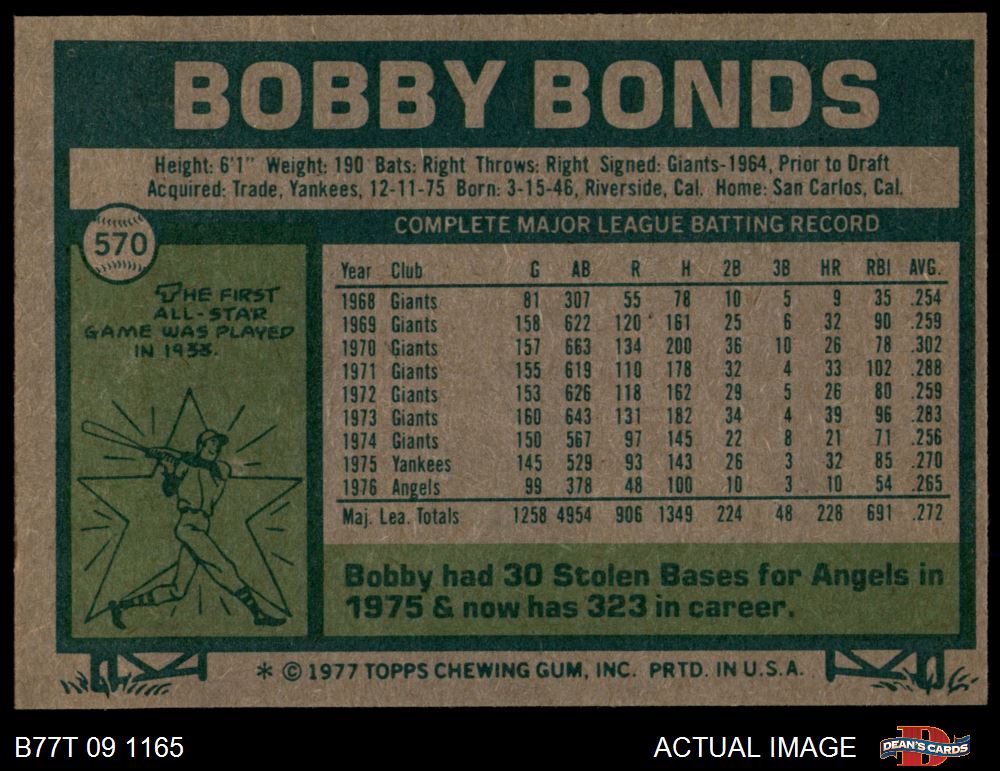 BOBBY BONDS
Height: 6'1" Weight: 190 Bats: Right Throws: Right Signed: Giants-1964, Prior to Draft
Acquired: Trade, Yankees, 12-11-75 Born: 3-15-46, Riverside, Cal. Home: San Carlos, Cal.
570
THE FIRST
ALL-STAR
GAME WAS PLAYED
IN 1933.
COMPLETE MAJOR LEAGUE BATTING RECORD
Year Club G AB R H 2B 3B HR RBI AVG.
1968 Giants 81 307 55 78 10 5 9 35 .254
1969 Giants 158 622 120 161 25 6 32 90 .259
1970 Giants 157 663 134 200 36 10 26 78 .302
1971 Giants 155 619 110 178 32 4 33 102 .288
1972 Giants 153 626 118 162 29 5 26 80 .259
1973 Giants 160 643 131 182 34 4 39 96 .283
1974 Giants 150 567 97 145 22 8 21 71 .256
1975 Yankees 145 529 93 143 26 3 32 85 .270
1976 Angels 99 378 48 100 10 3 10 54 .265
Maj. Lea. Totals 1258 4954 906 1349 224 48 228 691 .272
Bobby had 30 Stolen Bases for Angels in
1975 & now has 323 in career.
* © 1977 TOPPS CHEWING GUM, INC. PRTD. IN U.S.A.
B77T 09 1165
ACTUAL IMAGE
DEAN'S CARDS